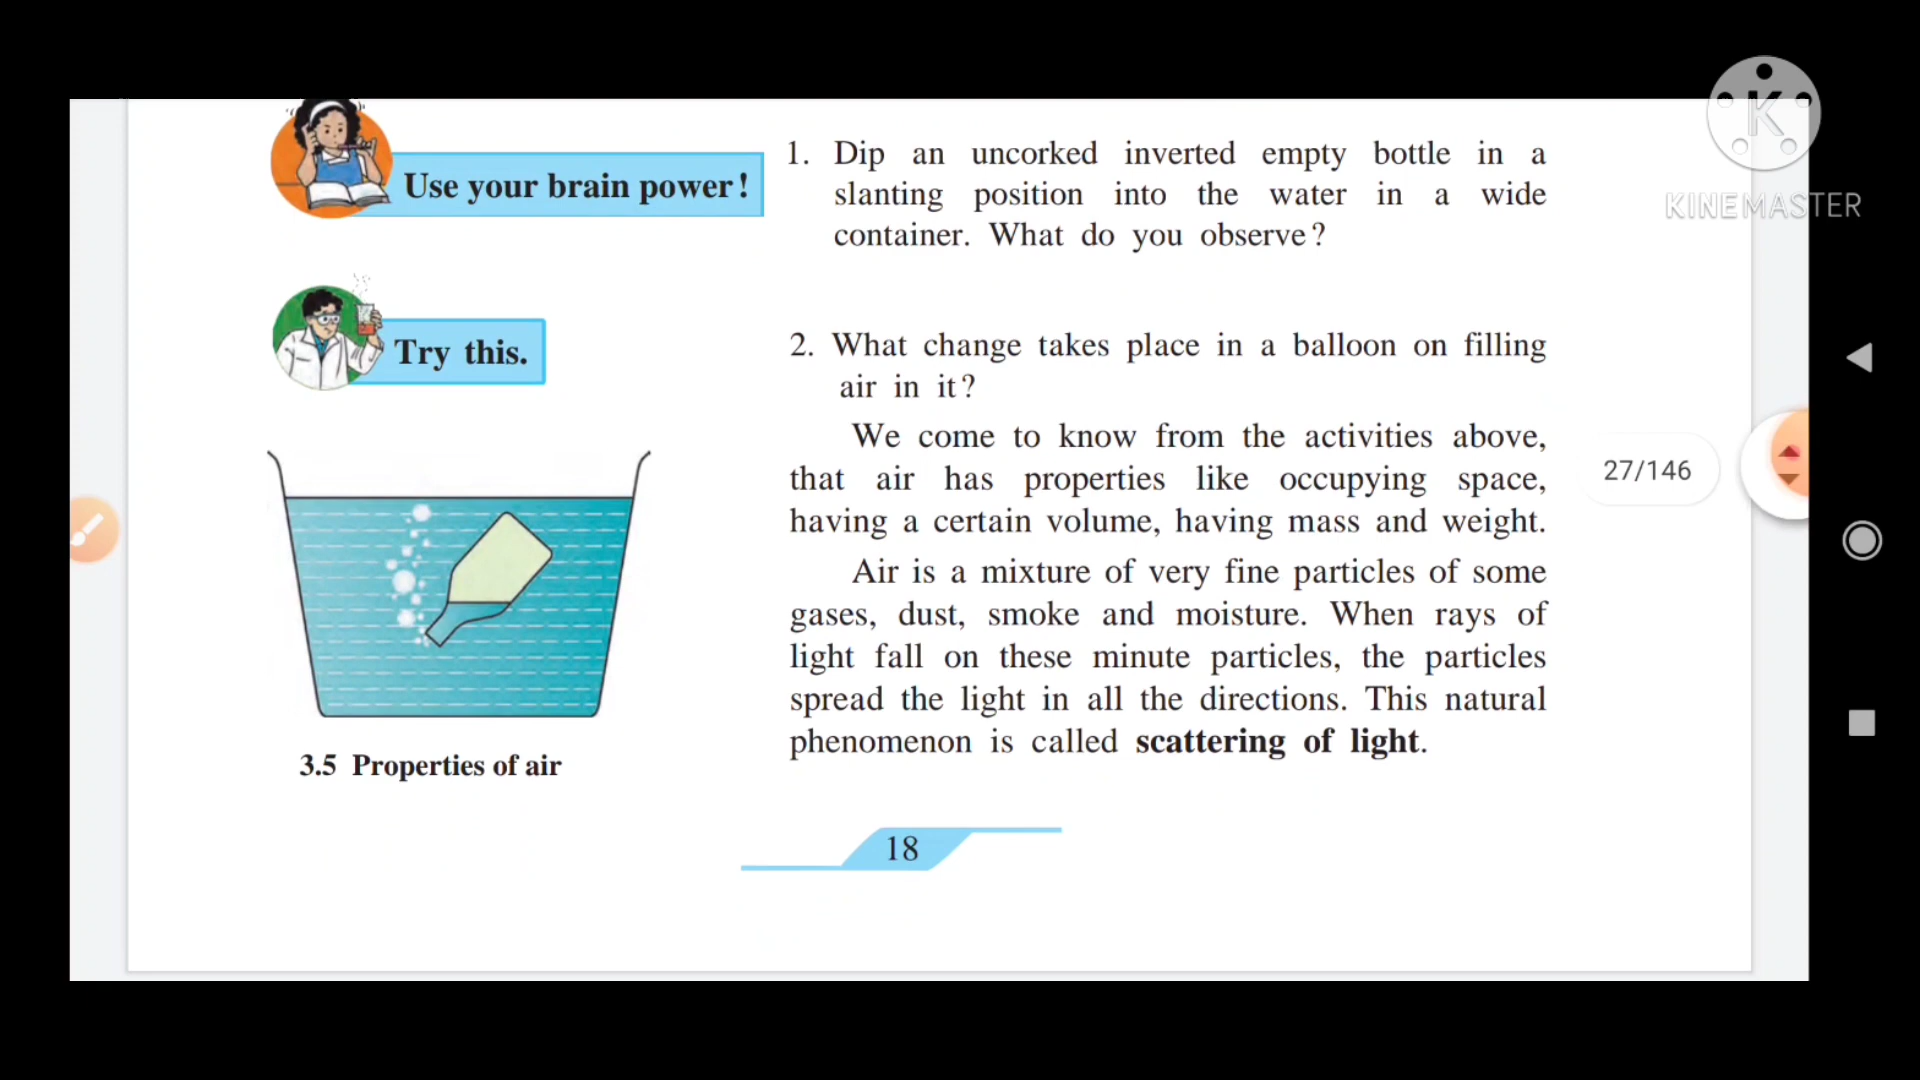 Use your brain power!
1. Dip an uncorked inverted empty bottle in a
slanting position into the water in a wide
container. What do you observe?
Try this.
2. What change takes place in a balloon on filling
air in it?
We come to know from the activities above,
that air has properties like occupying space,
having a certain volume, having mass and weight.
Air is a mixture of very fine particles of some
gases, dust, smoke and moisture. When rays of
light fall on these minute particles, the particles
spread the light in all the directions. This natural
phenomenon is called scattering of light.
3.5 Properties of air
18
27/146
K
KINEMASTER